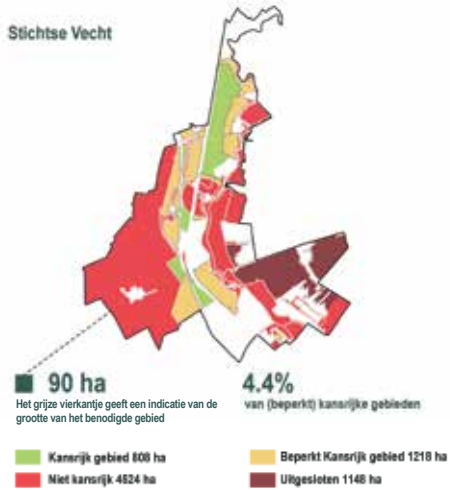 Stichtse Vecht
90 ha
Het grijze vierkantje geeft een indicatie van de
grootte van het benodigde gebied
4.4%
van (beperkt) kansrijke gebieden
Kansrijk gebied 808 ha
Niet kansrijk 4524 ha
Beperkt Kansrijk gebied 1218 ha
Uitgesloten 1148 ha